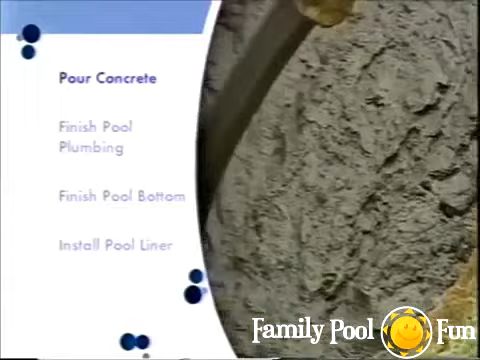 Pour Concrete
Finish Pool
Plumbing
Finish Pool Bottom
Install Pool Liner
Family Pool Fun